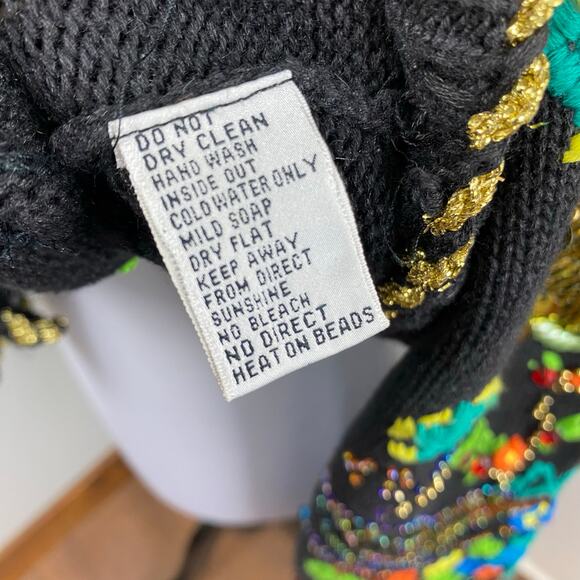 DO NOT
DRY CLEAN
HAND WASH
INSIDE OUT
COLD WATER ONLY
MILD SOAP
DRY FLAT
KEEP AWAY
FROM DIRECT
SUNSHINE
NO BLEACH
NO DIRECT
HEAT ON BEADS